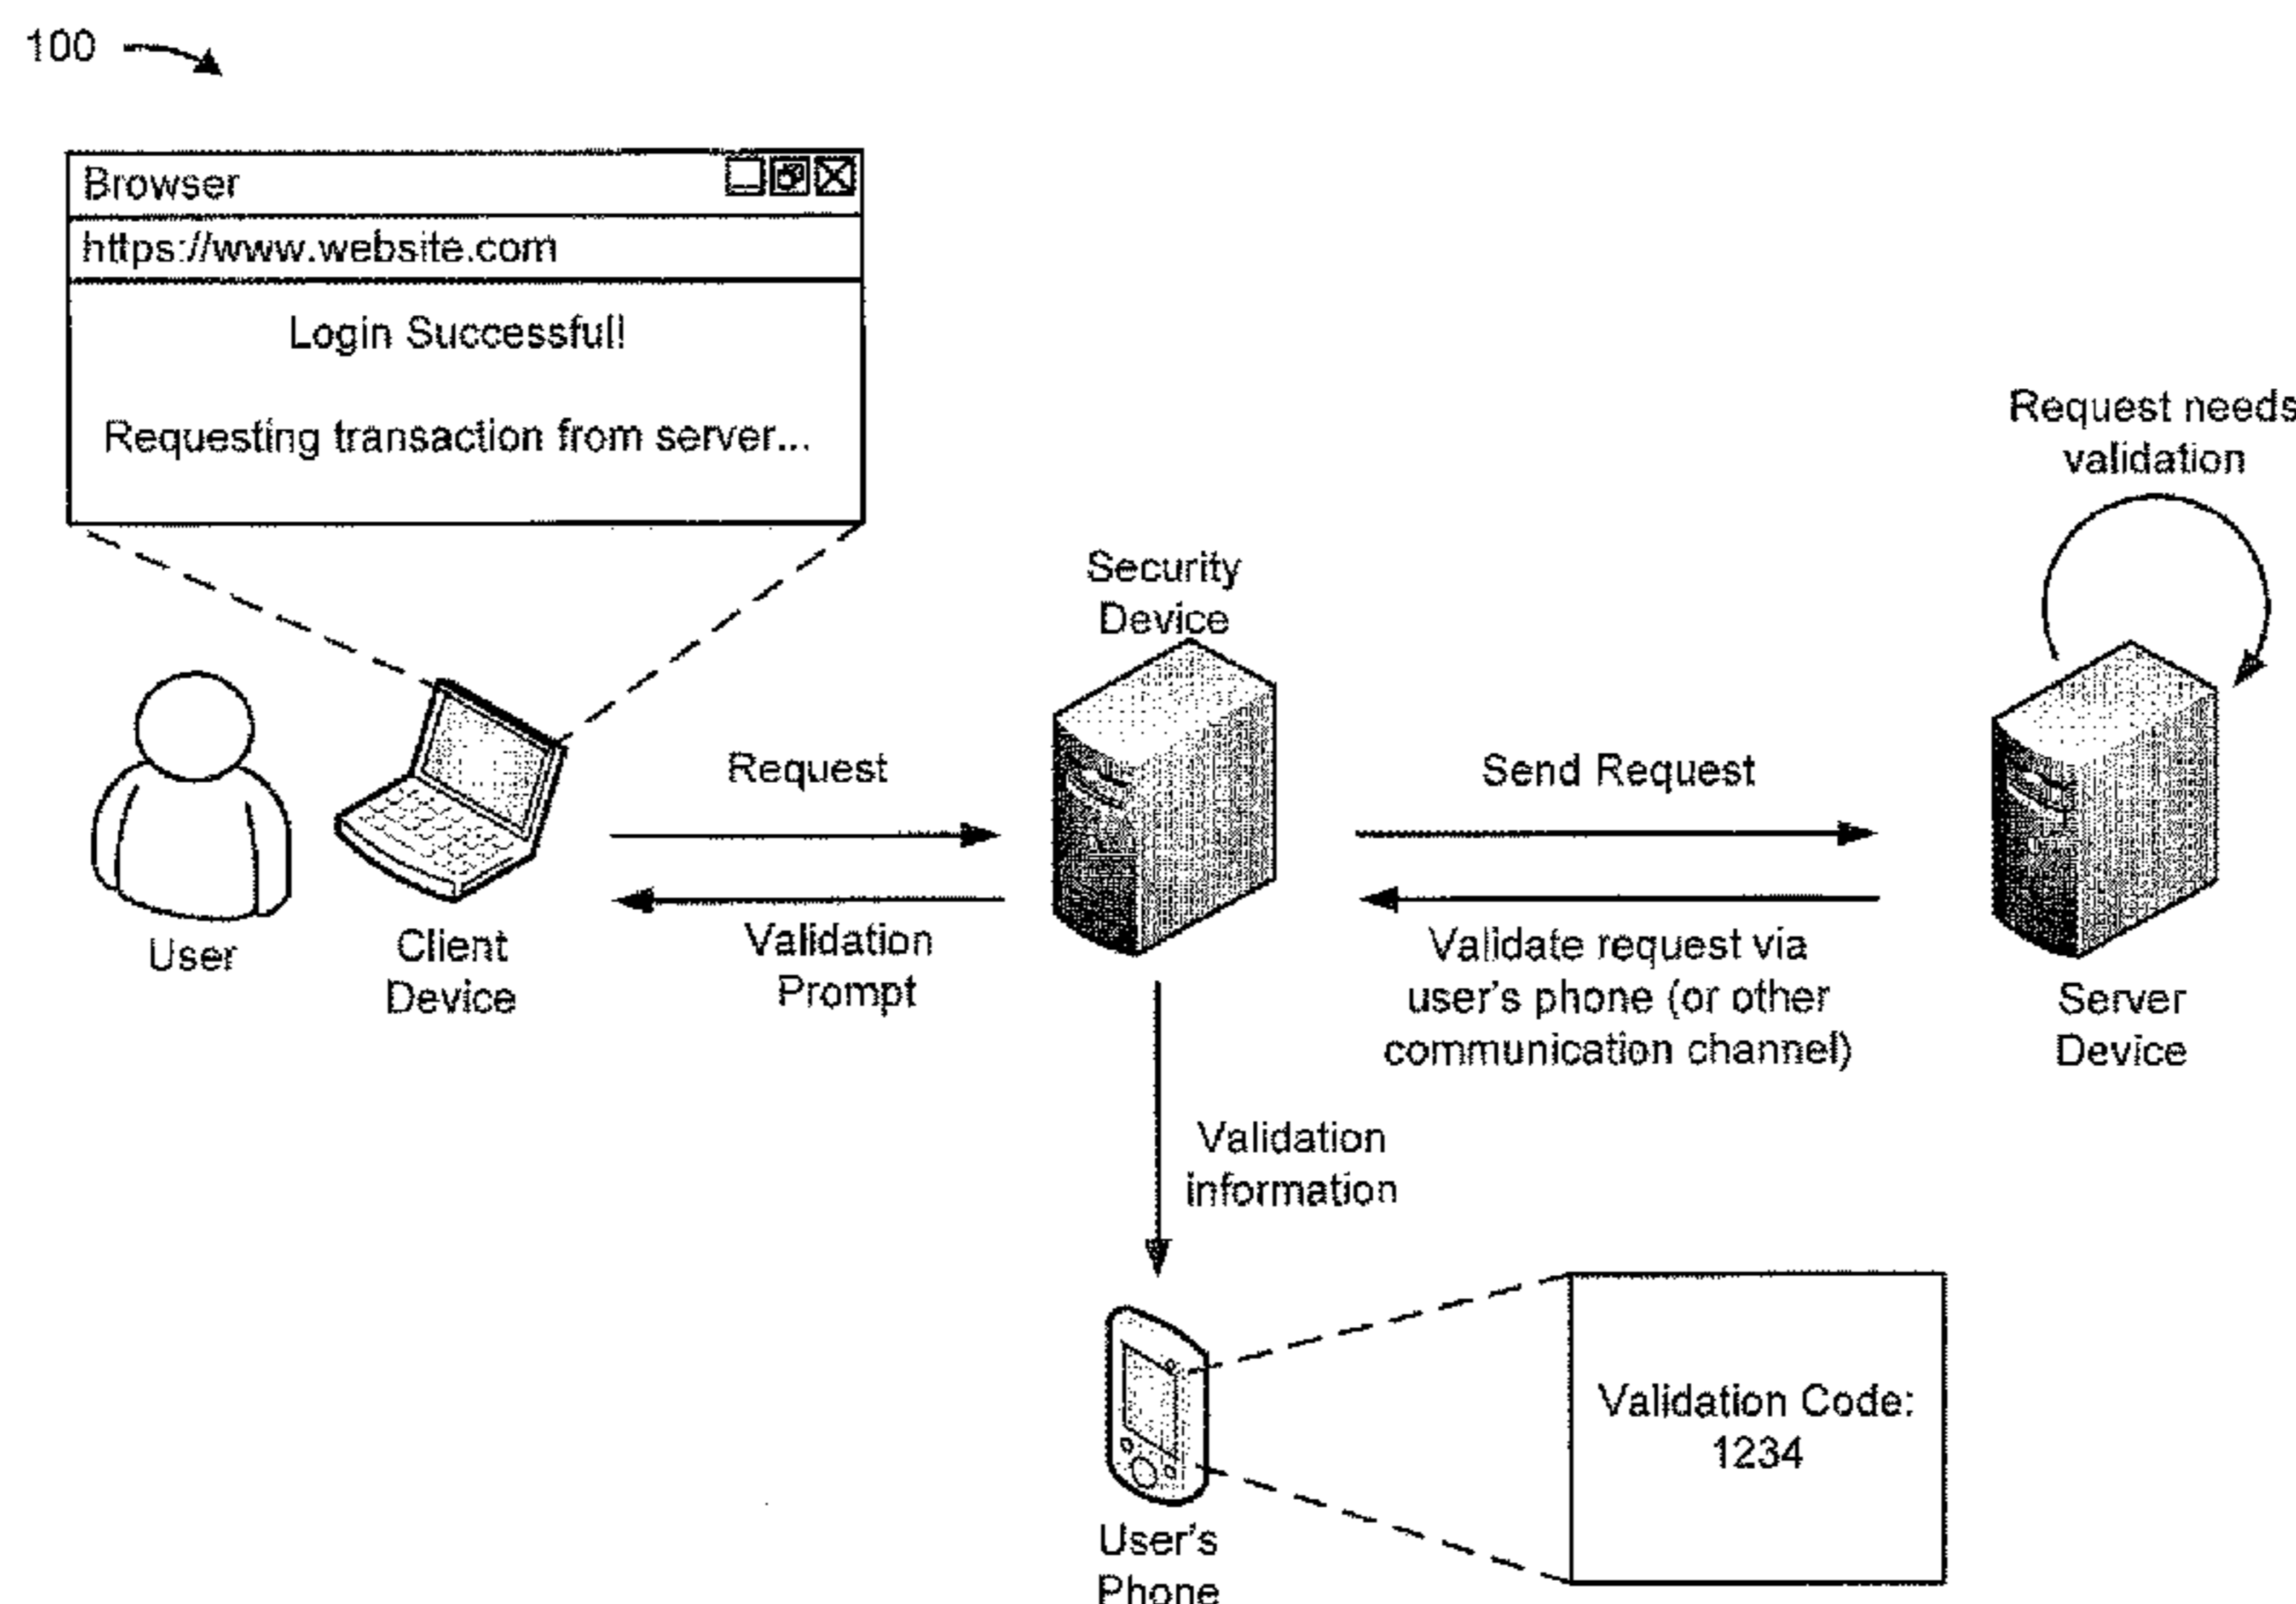 100
Browser
https://www.website.com
Login Successful!
Requesting transaction from server...
Request needs
validation
Security
Device
Request
Send Request
User
Client
Device
Validation
Prompt
Validate request via
user's phone (or other
communication channel)
Server
Device
Validation
information
Validation Code:
1234
User's
Phone